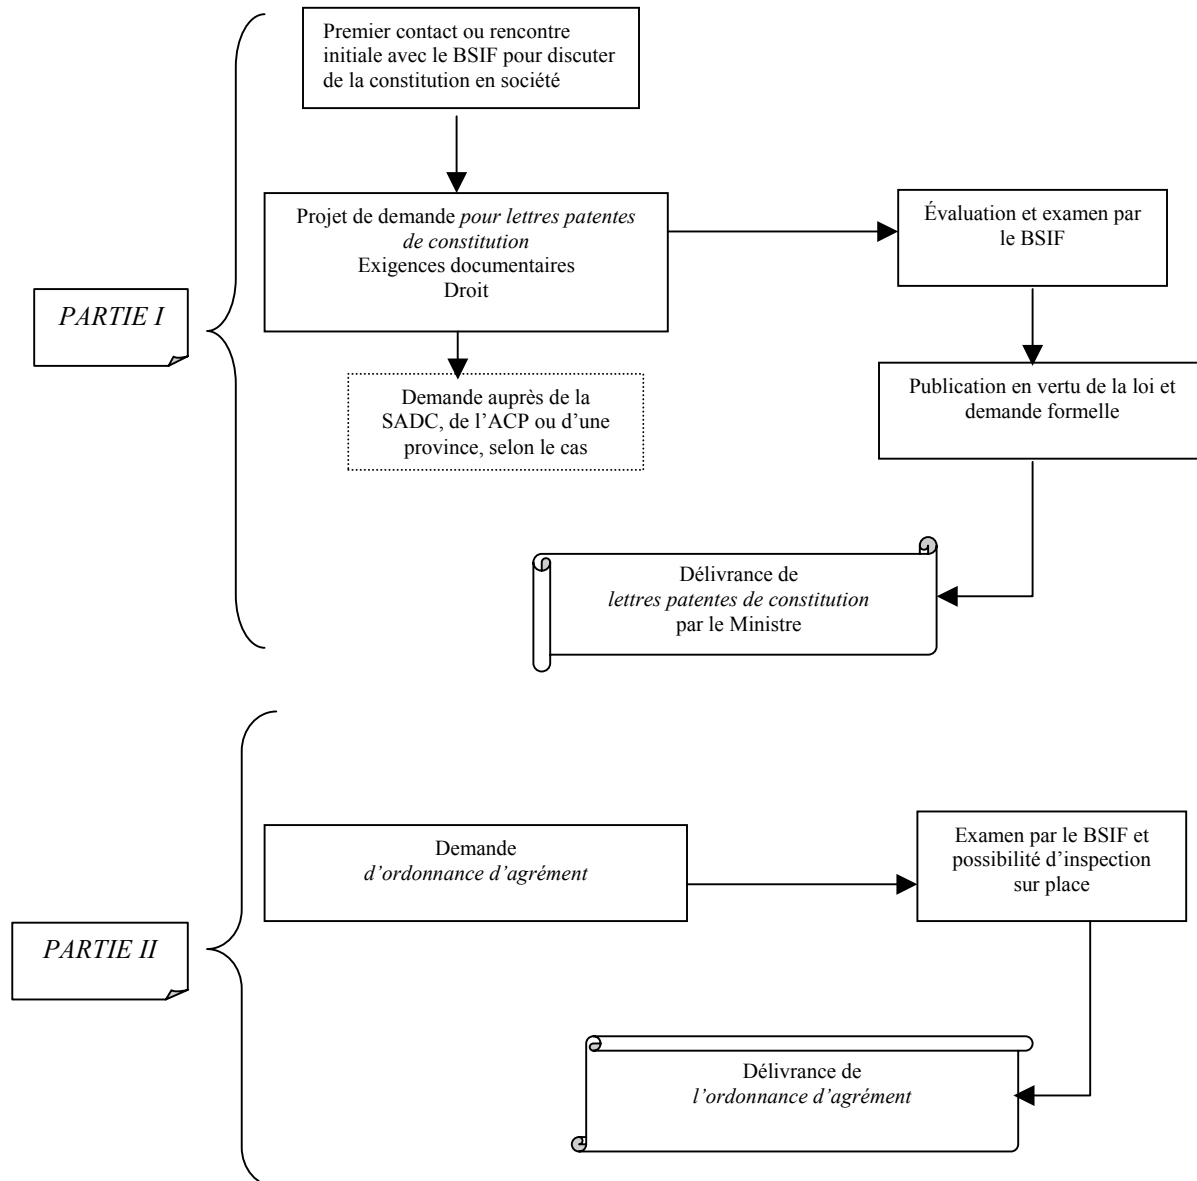 Premier contact ou rencontre
initiale avec le BSIF pour discuter
de la constitution en société
Projet de demande pour lettres patentes
de constitution
Exigences documentaires
Droit
Évaluation et examen par
le BSIF
PARTIE I
Demande auprès de la
SADC, de l’ACP ou d’une
province, selon le cas
Publication en vertu de la loi et
demande formelle
Délivrance de
lettres patentes de constitution
par le Ministre
PARTIE II
Demande
d’ordonnance d’agrément
Examen par le BSIF et
possibilité d’inspection
sur place
Délivrance de
l’ordonnance d’agrément